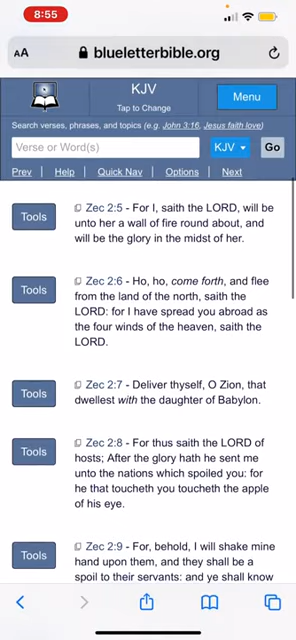 8:55
AA
blueletterbible.org
KJV
Tap to Change
Menu
Search verses, phrases, and topics (e.g. John 3:16, Jesus faith love)
Verse or Word(s)
KJV
Go
Prev | Help | Quick Nav | Options | Next
Tools
Zec 2:5 - For I, saith the LORD, will be
unto her a wall of fire round about, and
will be the glory in the midst of her.
Tools
Zec 2:6 - Ho, ho, come forth, and flee
from the land of the north, saith the
LORD: for I have spread you abroad as
the four winds of the heaven, saith the
LORD.
Tools
Zec 2:7 - Deliver thyself, O Zion, that
dwellest with the daughter of Babylon.
Tools
Zec 2:8 - For thus saith the LORD of
hosts; After the glory hath he sent me
unto the nations which spoiled you: for
he that toucheth you toucheth the apple
of his eye.
Tools
Zec 2:9 - For, behold, I will shake mine
hand upon them, and they shall be a
spoil to their servants: and ye shall know